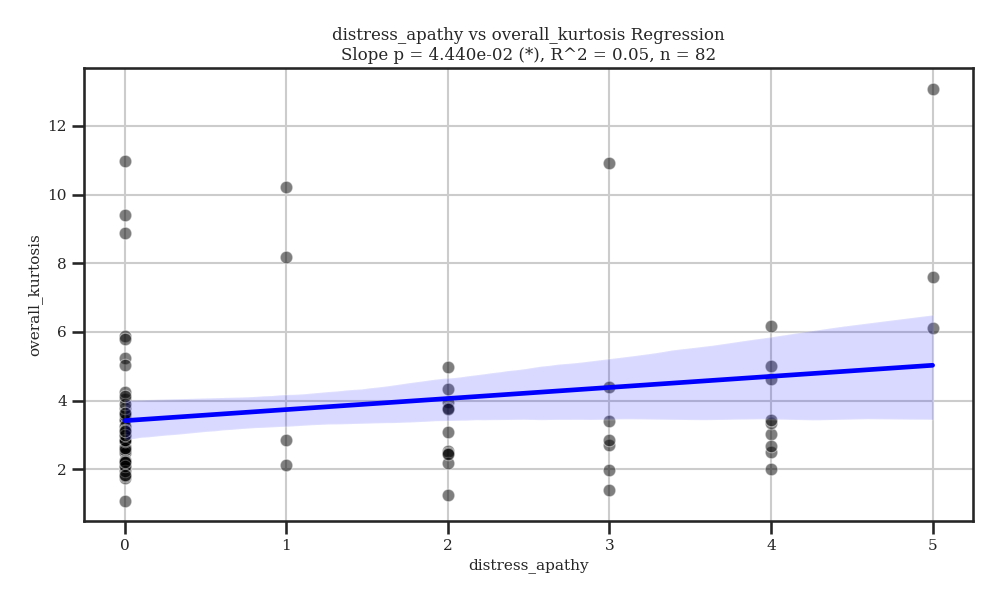 distress_apathy vs overall_kurtosis Regression
Slope p = 4.440e-02 (*), R^2 = 0.05, n = 82
overall_kurtosis
12
10
8
6
4
2
0 1 2 3 4 5
distress_apathy